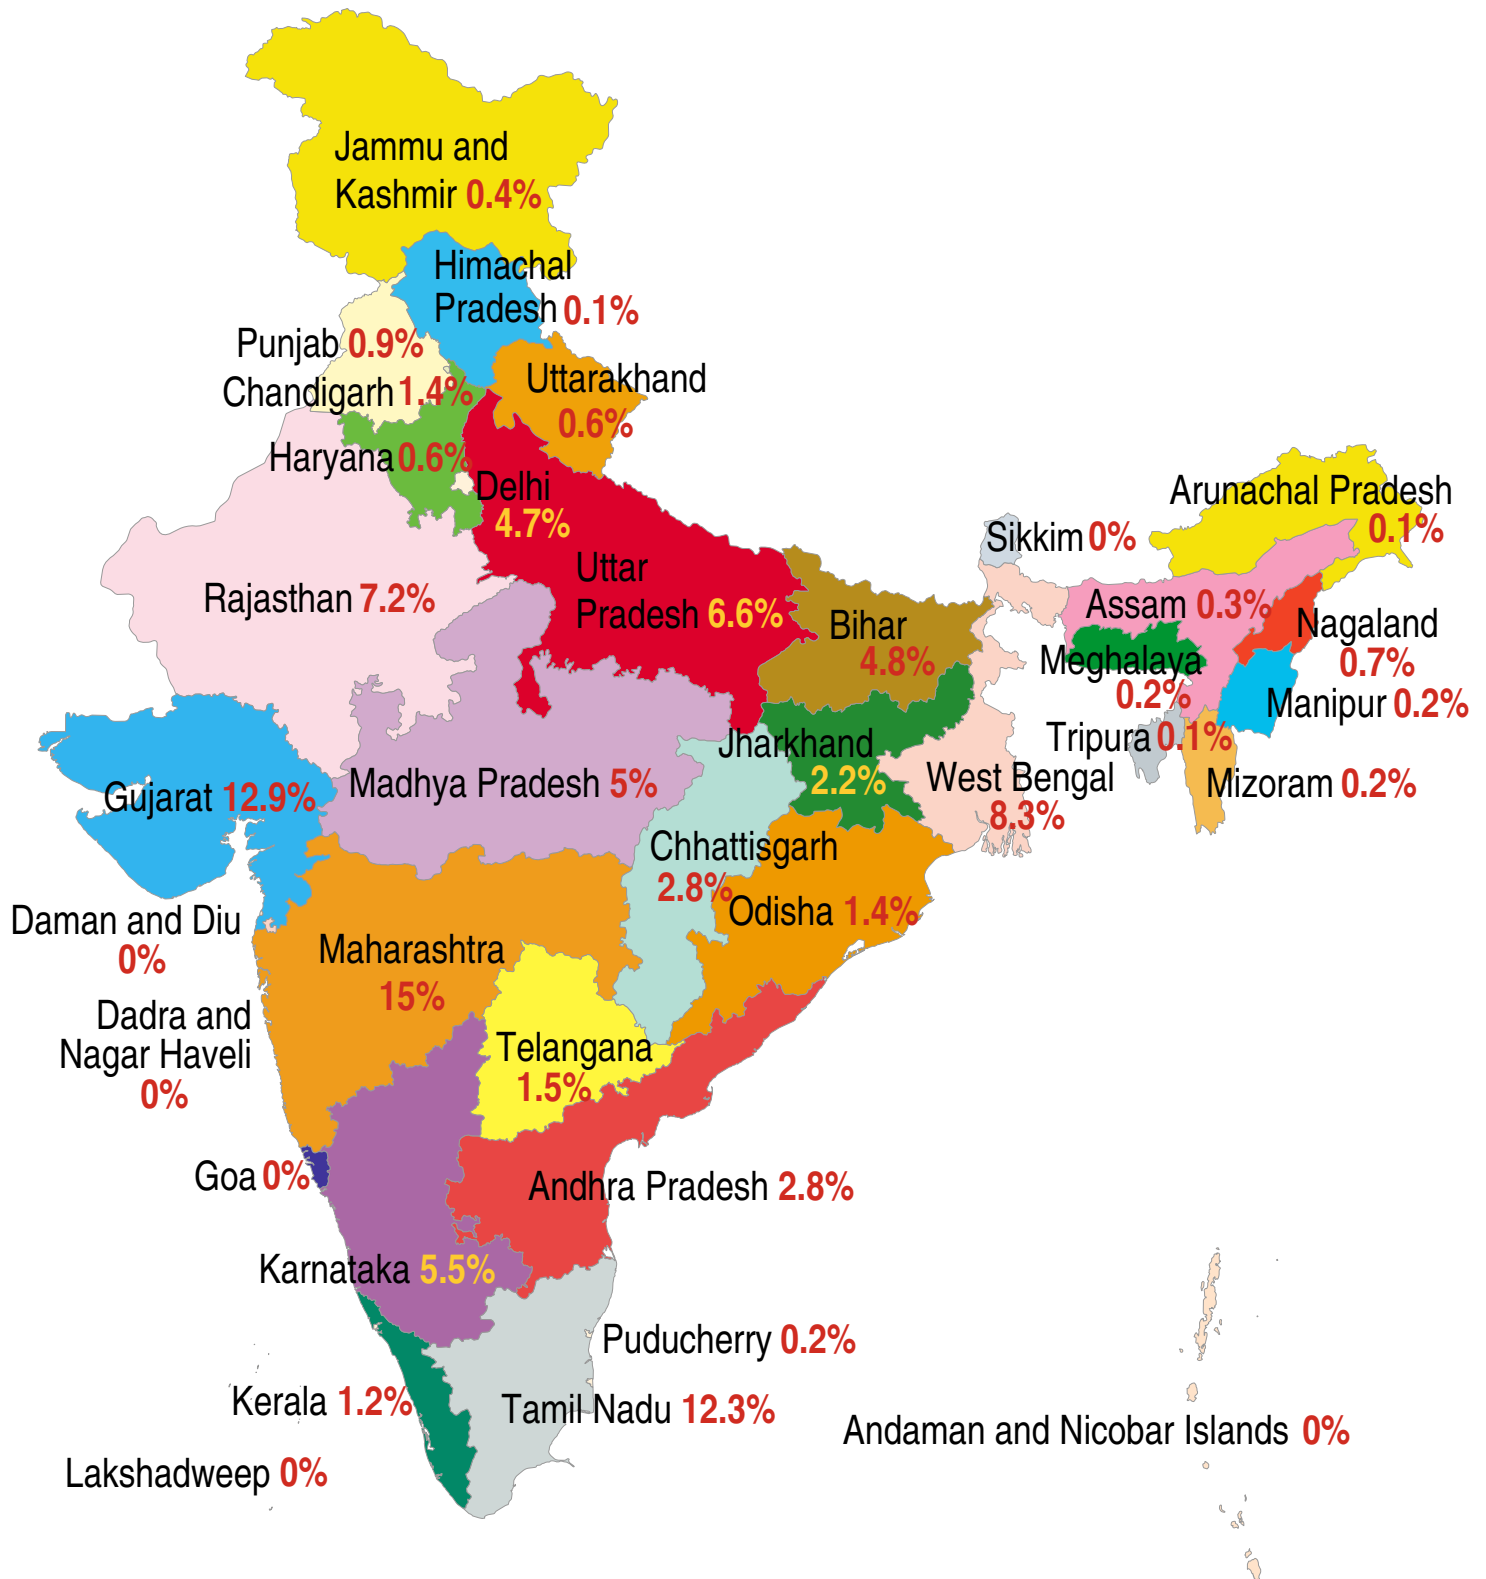 Jammu and
Kashmir 0.4%
Himachal
Pradesh 0.1%
Punjab 0.9%
Chandigarh 1.4%
Uttarakhand
0.6%
Haryana 0.6%
Delhi
4.7%
Arunachal Pradesh
0.1%
Sikkim 0%
Uttar
Pradesh 6.6%
Rajasthan 7.2%
Bihar
4.8%
Assam 0.3%
Nagaland
0.7%
Meghalaya
0.2%
Manipur 0.2%
Tripura 0.1%
Mizoram 0.2%
Jharkhand
2.2%
West Bengal
8.3%
Gujarat 12.9%
Madhya Pradesh 5%
Chhattisgarh
2.8%
Odisha 1.4%
Daman and Diu
0%
Maharashtra
15%
Dadra and
Nagar Haveli
0%
Telangana
1.5%
Goa 0%
Andhra Pradesh 2.8%
Karnataka 5.5%
Puducherry 0.2%
Kerala 1.2%
Tamil Nadu 12.3%
Andaman and Nicobar Islands 0%
Lakshadweep 0%